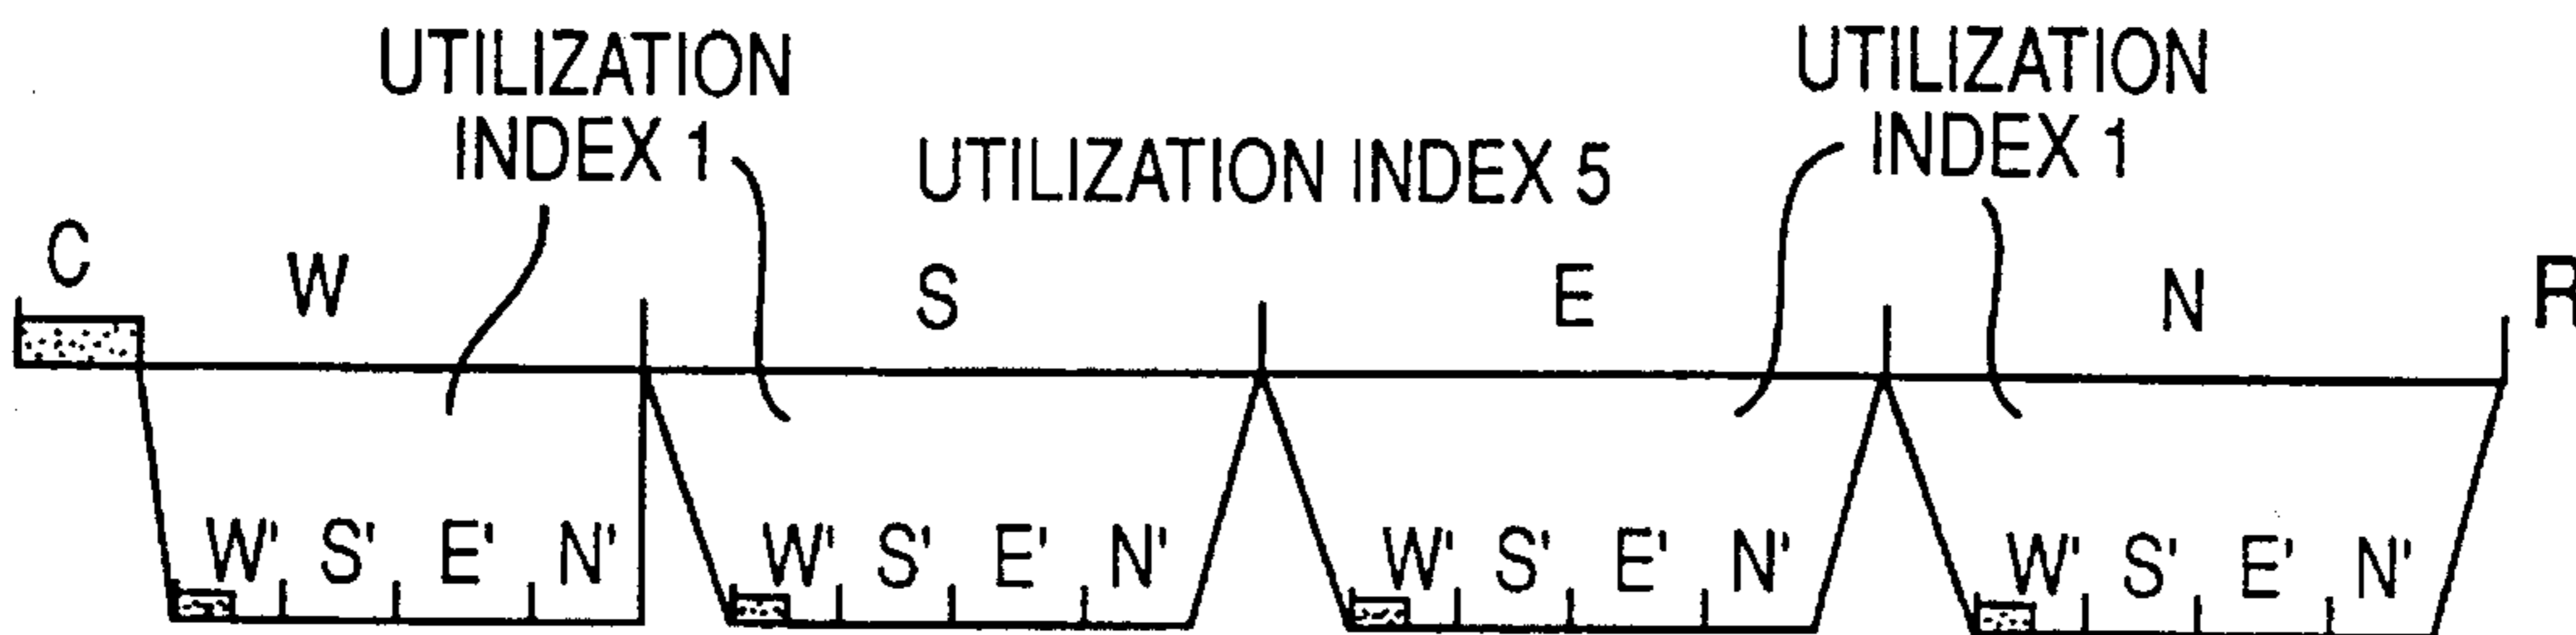 UTILIZATION
INDEX 1
UTILIZATION INDEX 5
UTILIZATION
INDEX 1
C W S E N R
W' S' E' N' W' S' E' N' W' S' E' N' W' S' E' N'